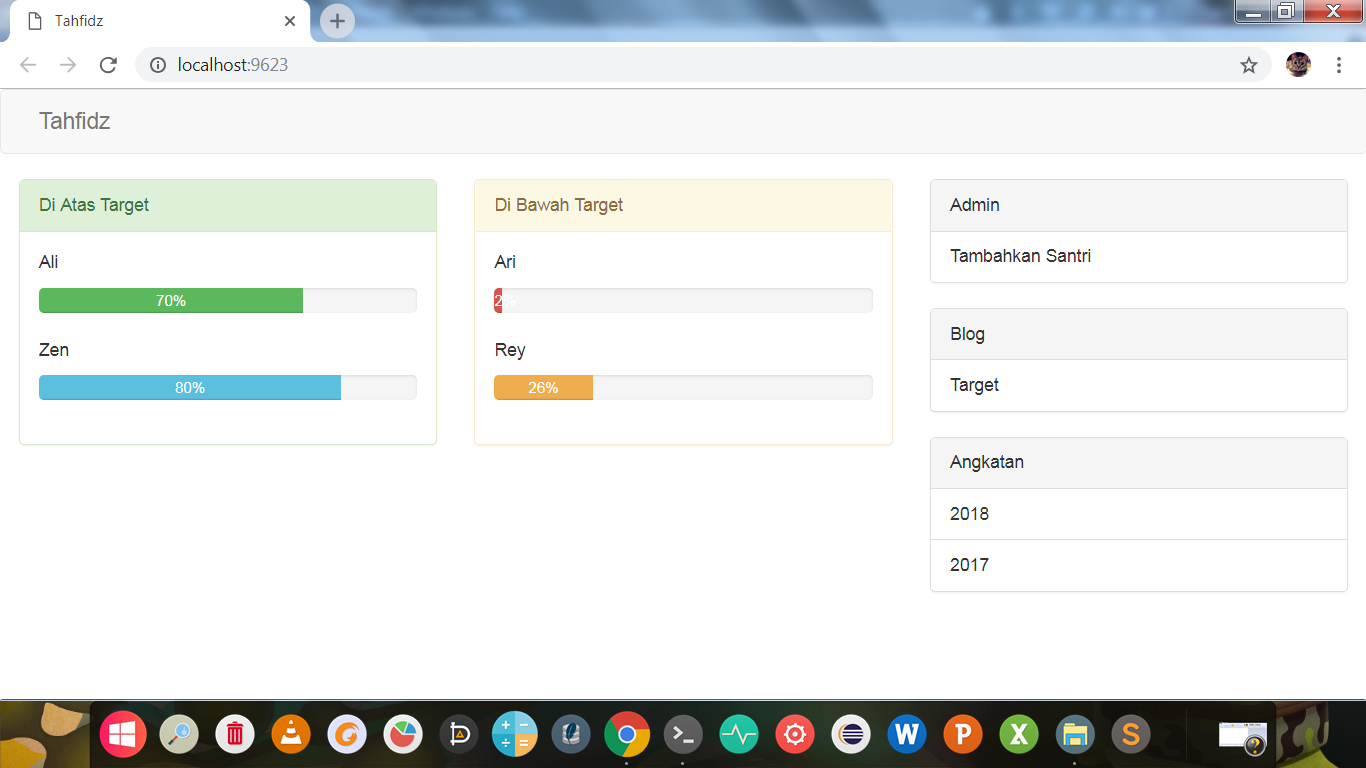 Tahfidz
localhost:9623
Tahfidz
Di Atas Target
Ali
70%
Zen
80%
Di Bawah Target
Ari
2%
Rey
26%
Admin
Tambahkan Santri
Blog
Target
Angkatan
2018
2017